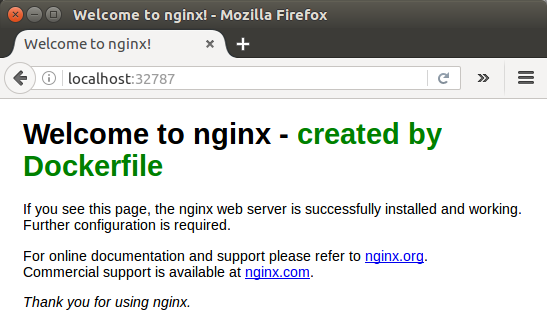 Welcome to nginx! - Mozilla Firefox
Welcome to nginx!
localhost:32787
Welcome to nginx - created by
Dockerfile
If you see this page, the nginx web server is successfully installed and working.
Further configuration is required.
For online documentation and support please refer to nginx.org.
Commercial support is available at nginx.com.
Thank you for using nginx.